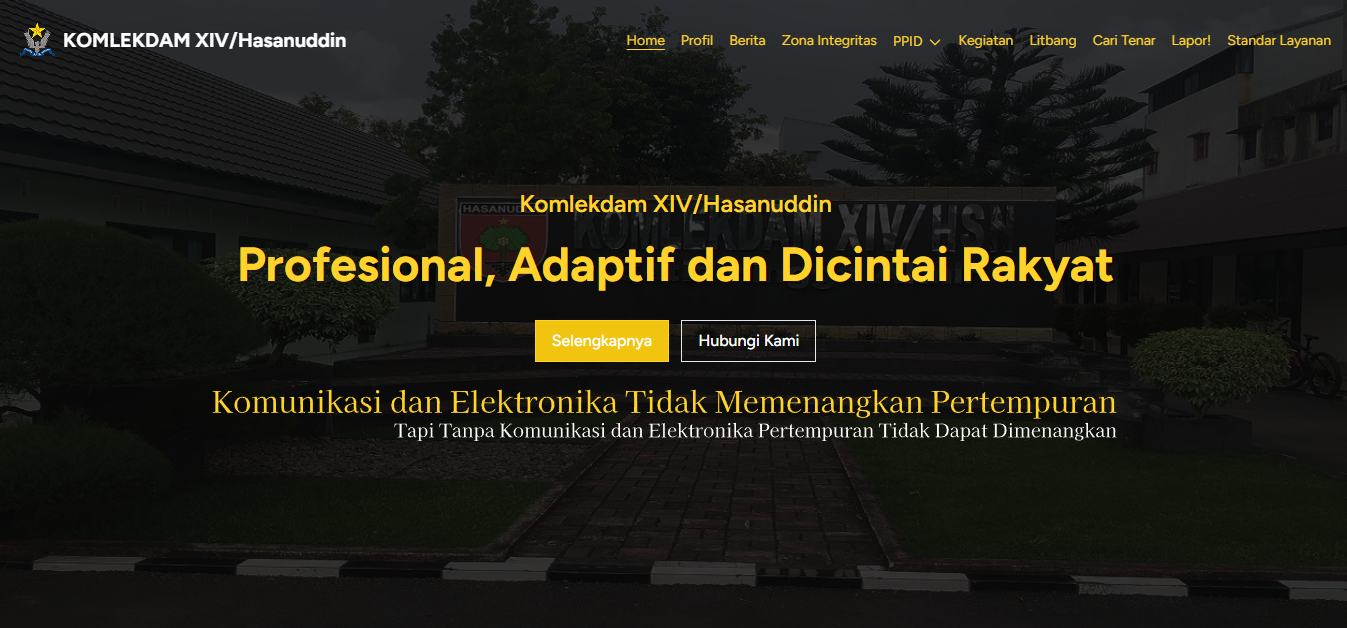 KOMLEKDAM XIV/Hasanuddin
Home Profil Berita Zona Integritas PPID Kegiatan Litbang Cari Tenar Lapor! Standar Layanan
HASANUDDIN
KOMLEKDAM XIV/HSN
Komlekdam XIV/Hasanuddin
Profesional, Adaptif dan Dicintai Rakyat
Selengkapnya Hubungi Kami
Komunikasi dan Elektronika Tidak Memenangkan Pertempuran
Tapi Tanpa Komunikasi dan Elektronika Pertempuran Tidak Dapat Dimenangkan